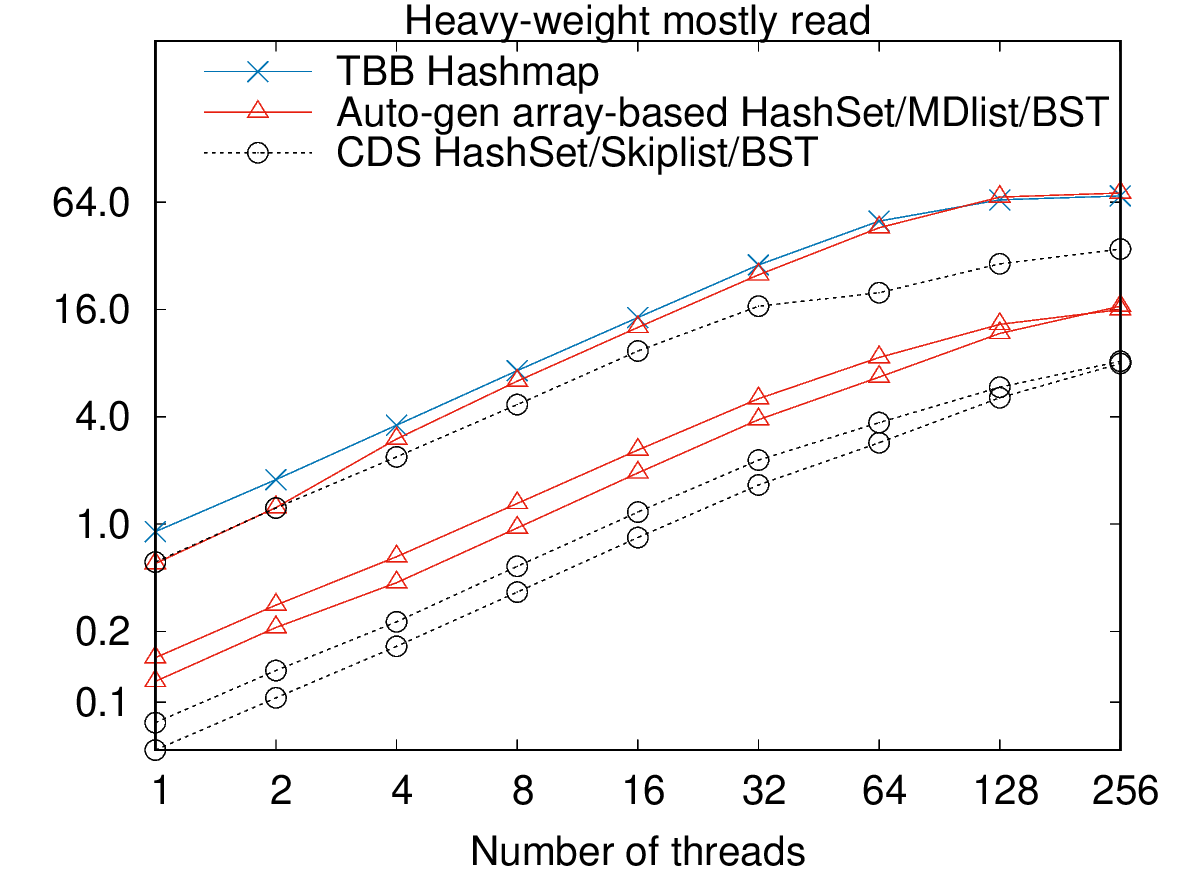 Heavy-weight mostly read
TBB Hashmap
Auto-gen array-based HashSet/MDlist/BST
CDS HashSet/Skiplist/BST
64.0
16.0
4.0
1.0
0.2
0.1
1 2 4 8 16 32 64 128 256
Number of threads